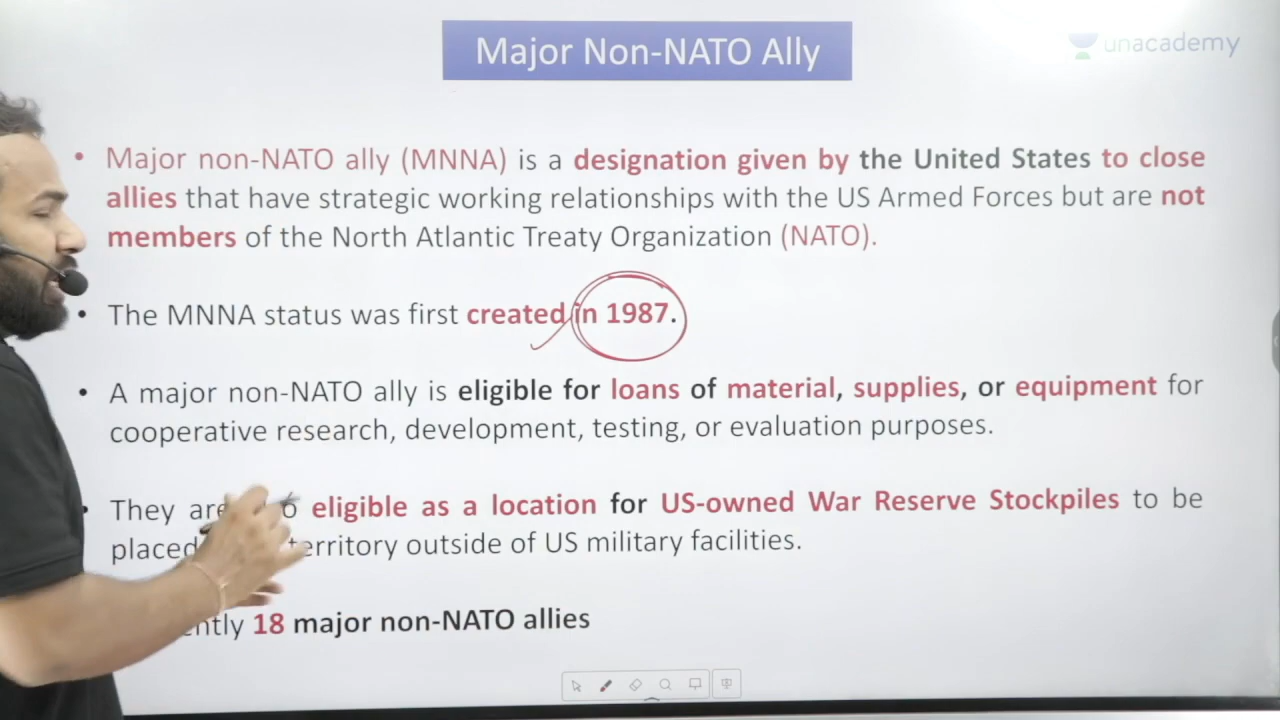 Major Non-NATO Ally
unacademy
• Major non-NATO ally (MNNA) is a designation given by the United States to close
allies that have strategic working relationships with the US Armed Forces but are not
members of the North Atlantic Treaty Organization (NATO).
• The MNNA status was first created in 1987.
• A major non-NATO ally is eligible for loans of material, supplies, or equipment for
cooperative research, development, testing, or evaluation purposes.
• They are eligible as a location for US-owned War Reserve Stockpiles to be
placed territory outside of US military facilities.
18 major non-NATO allies